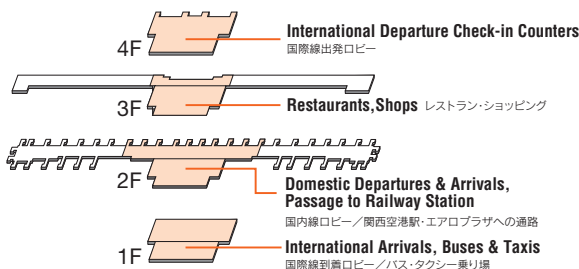 4F
International Departure Check-in Counters
国際線出発ロビー
3F
Restaurants,Shops レストラン・ショッピング
2F
Domestic Departures & Arrivals,
Passage to Railway Station
国内線ロビー／関西空港駅・エアロプラザへの通路
1F
International Arrivals, Buses & Taxis
国際線到着ロビー／バス・タクシー乗り場